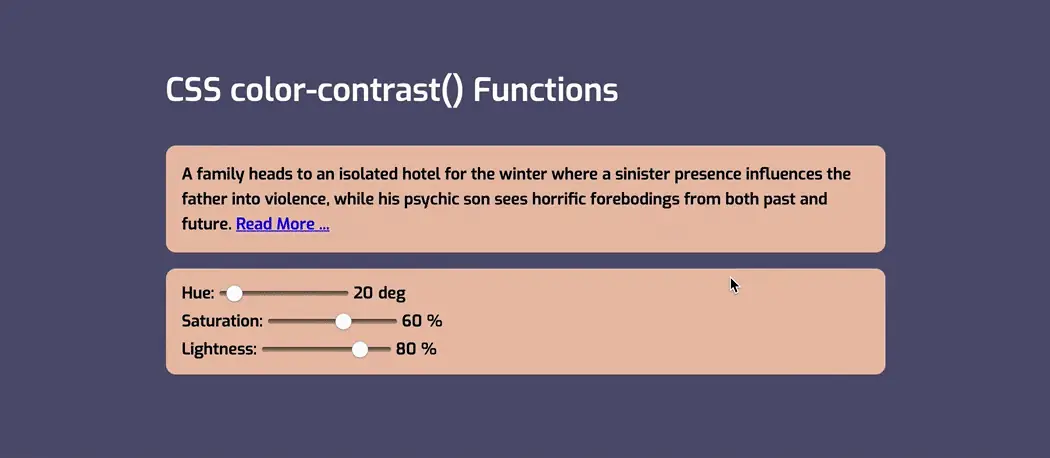 CSS color-contrast() Functions
A family heads to an isolated hotel for the winter where a sinister presence influences the
father into violence, while his psychic son sees horrific forebodings from both past and
future. Read More ...
Hue: 20 deg
Saturation: 60 %
Lightness: 80 %